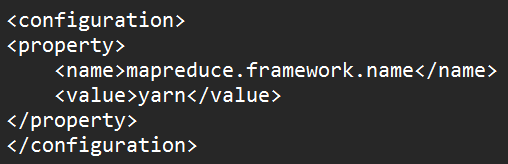 <configuration>
<property>
    <name>mapreduce.framework.name</name>
    <value>yarn</value>
</property>
</configuration>